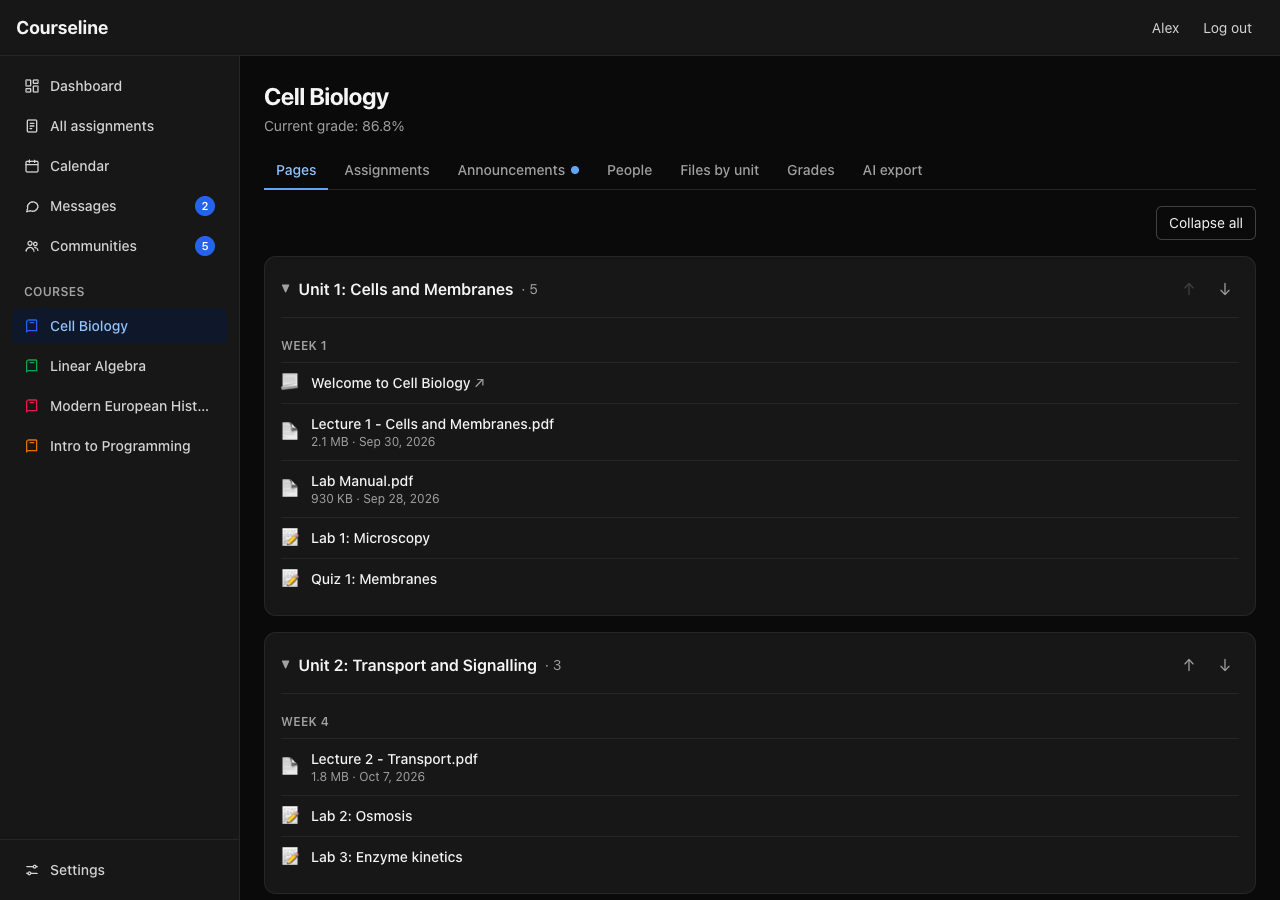 Courseline
Alex
Log out
Dashboard
All assignments
Calendar
Messages
2
Communities
5
COURSES
Cell Biology
Linear Algebra
Modern European Hist...
Intro to Programming
Settings
Cell Biology
Current grade: 86.8%
Pages
Assignments
Announcements
People
Files by unit
Grades
AI export
Collapse all
▼ Unit 1: Cells and Membranes · 5
↑ ↓
WEEK 1
Welcome to Cell Biology ↗
Lecture 1 - Cells and Membranes.pdf
2.1 MB · Sep 30, 2026
Lab Manual.pdf
930 KB · Sep 28, 2026
Lab 1: Microscopy
Quiz 1: Membranes
▼ Unit 2: Transport and Signalling · 3
↑ ↓
WEEK 4
Lecture 2 - Transport.pdf
1.8 MB · Oct 7, 2026
Lab 2: Osmosis
Lab 3: Enzyme kinetics